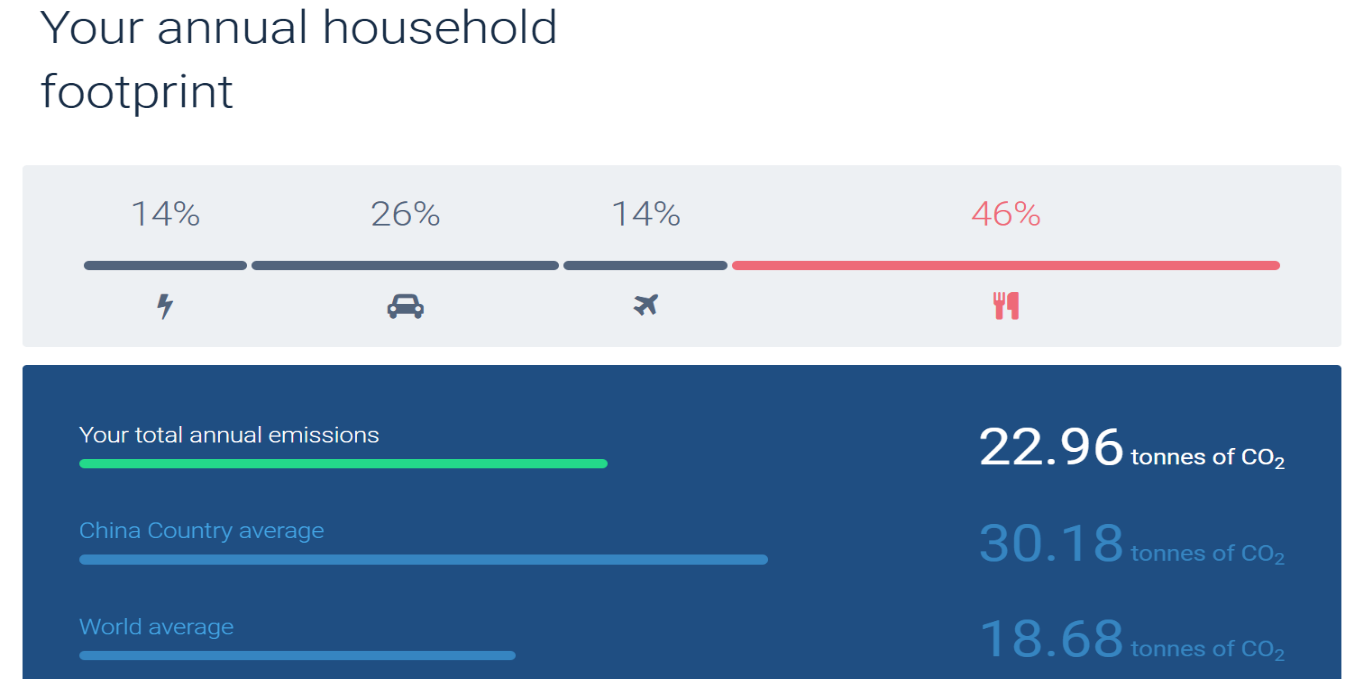 Your annual household
footprint
14% 26% 14% 46%
Your total annual emissions
22.96 tonnes of CO₂
China Country average
30.18 tonnes of CO₂
World average
18.68 tonnes of CO₂